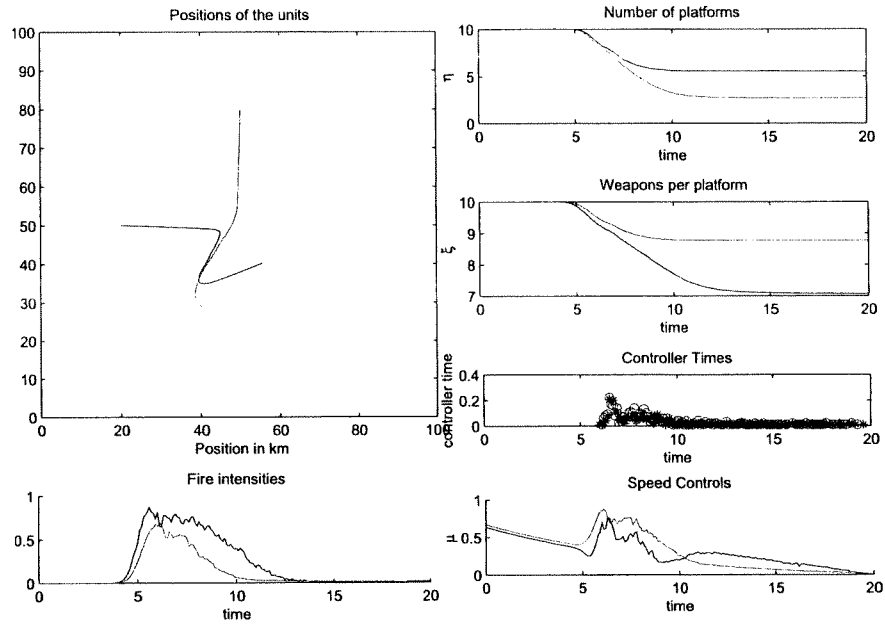 Positions of the units
100
90
80
70
60
50
40
30
20
10
0
0 20 40 60 80 100
Position in km
Number of platforms
10
5
0
η
0 5 10 15 20
time
Weapons per platform
10
9
8
7
ξ
0 5 10 15 20
time
Controller Times
0.4
0.2
0
controller time
0 5 10 15 20
time
Fire intensities
1
0.5
0
0 5 10 15 20
time
Speed Controls
1
0.5
0
μ
0 5 10 15 20
time